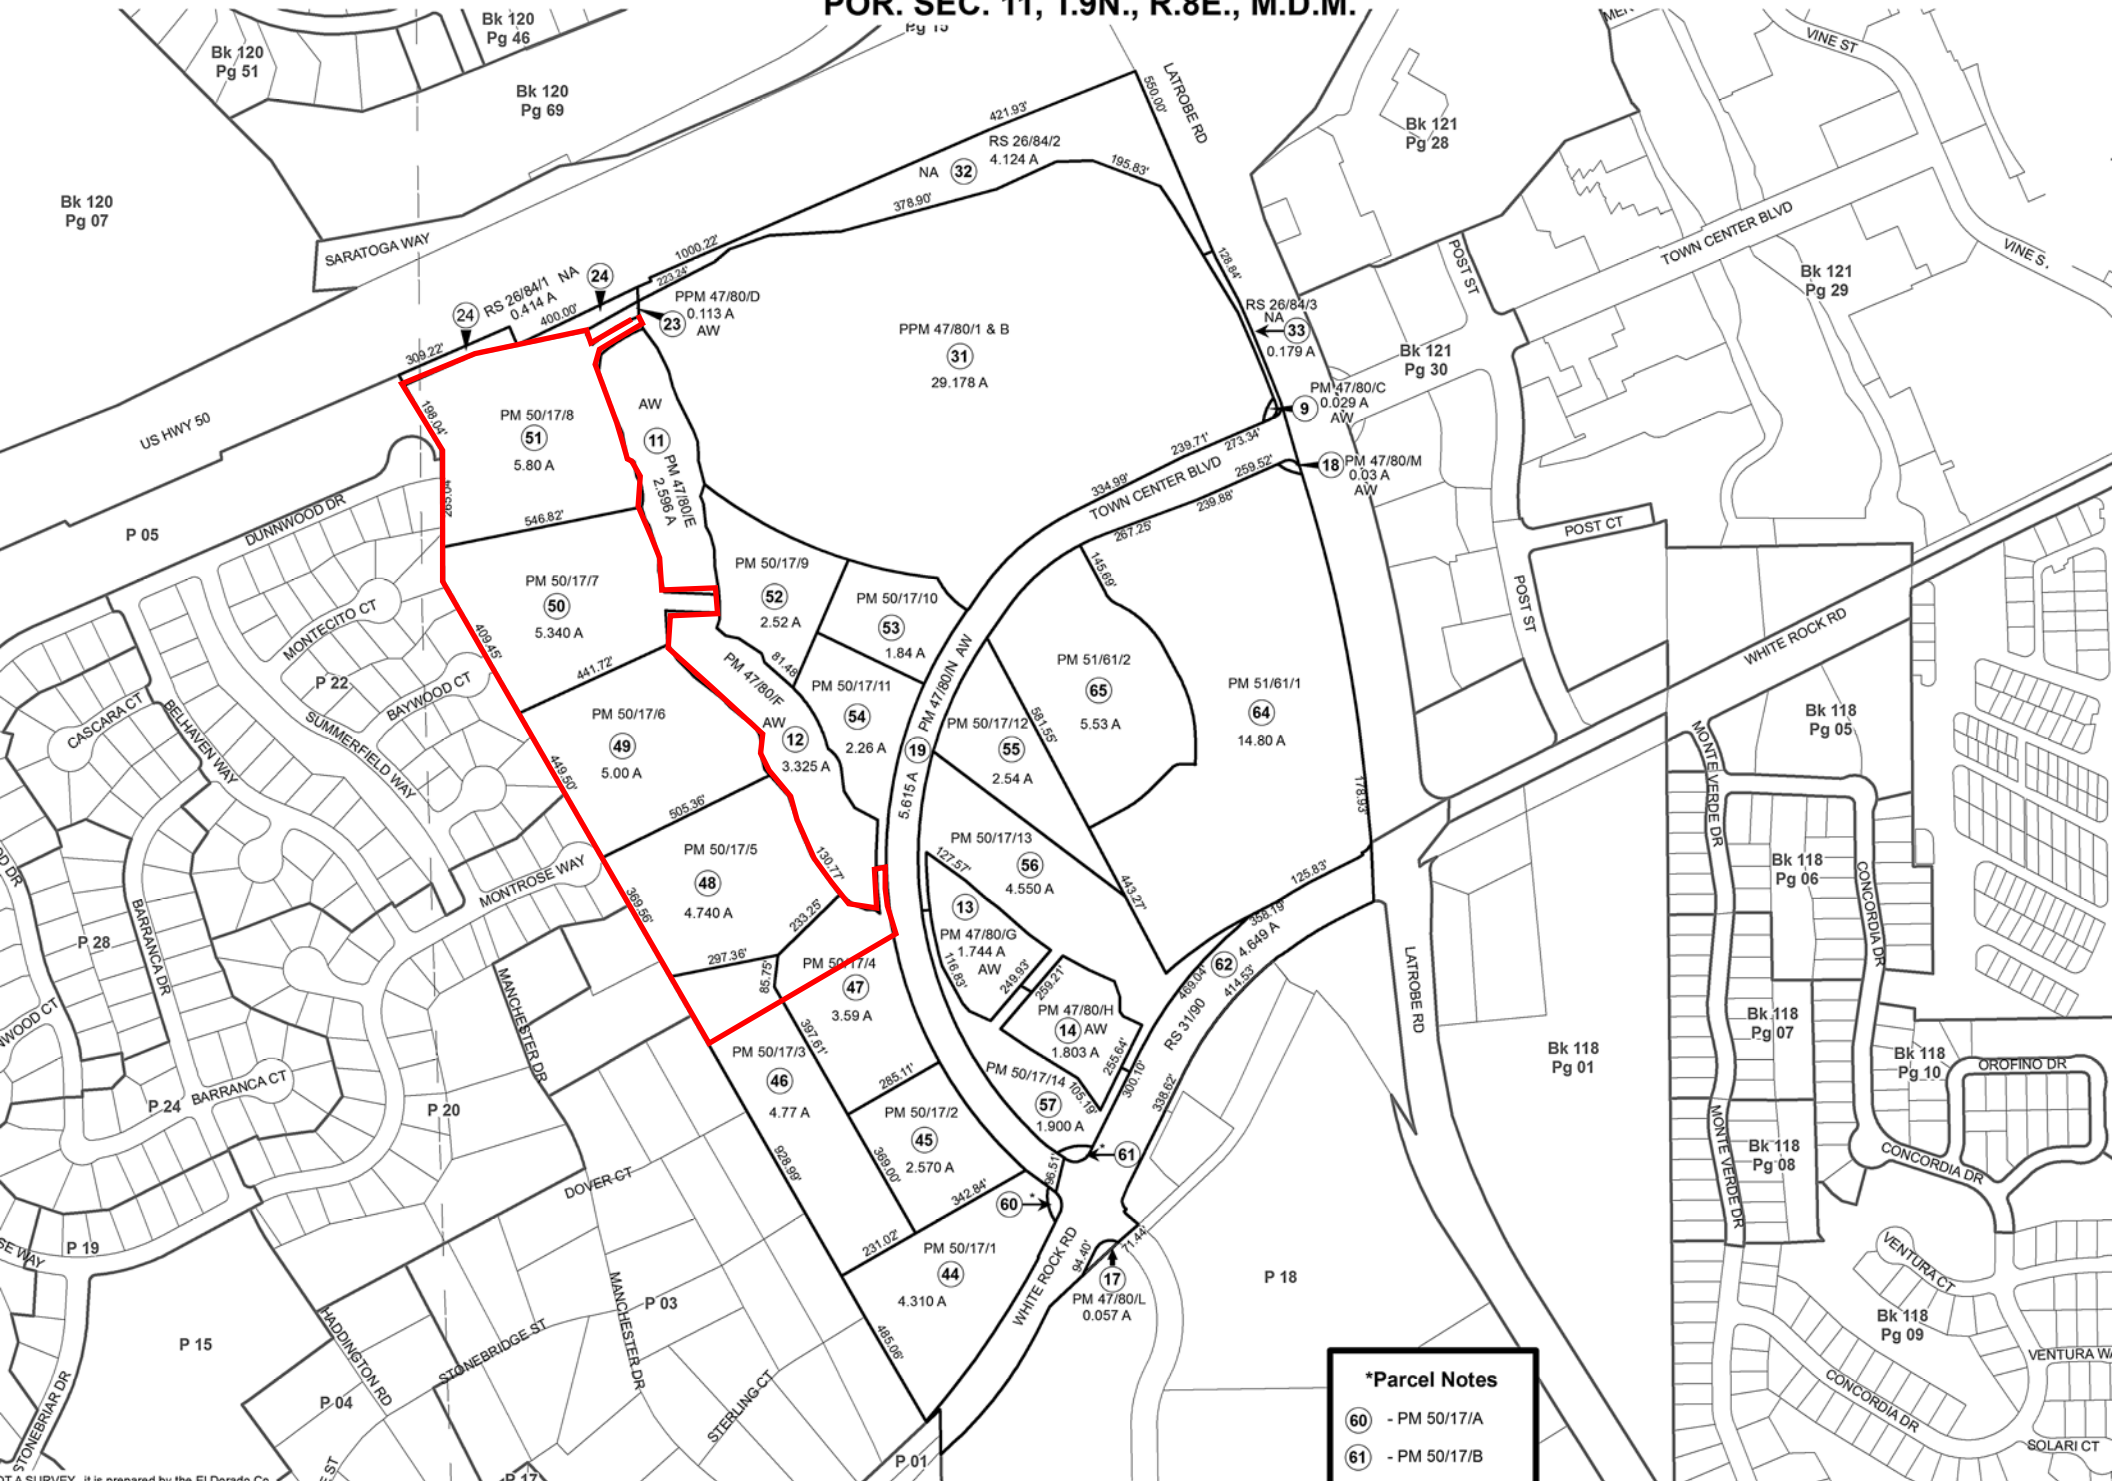 POR. SEC. 11, T.9N., R.8E., M.D.M.
Pg 15
Bk 120
Pg 46
Bk 120
Pg 51
Bk 120
Pg 69
Bk 120
Pg 07
SARATOGA WAY
US HWY 50
LATROBE RD
550.00'
421.93'
RS 26/84/2
4.124 A
NA 32
195.83'
378.90'
1000.22'
223.24'
24
RS 26/84/1 NA
0.414 A
24
400.00'
309.22'
PPM 47/80/D
0.113 A
AW
23
PPM 47/80/1 & B
31
29.178 A
128.84'
RS 26/84/3
NA
33
0.179 A
PM 47/80/C
0.029 A
AW
9
18
PM 47/80/M
0.03 A
AW
239.71'
273.34'
334.99'
TOWN CENTER BLVD
259.52'
239.88'
267.25'
145.69'
198.04'
265.04'
PM 50/17/8
51
5.80 A
546.82'
AW
11
PM 47/80/E
2.596 A
PM 50/17/7
50
5.340 A
409.45'
441.72'
PM 50/17/9
52
2.52 A
PM 50/17/10
53
1.84 A
81.48'
PM 50/17/11
54
2.26 A
PM 47/80/F
AW
12
3.325 A
PM 50/17/6
49
5.00 A
449.50'
505.36'
PM 50/17/5
48
4.740 A
369.56'
130.77'
233.25'
297.36'
85.75'
PM 50/17/4
47
3.59 A
397.61'
PM 50/17/3
46
4.77 A
285.11'
PM 50/17/2
45
2.570 A
369.00'
928.99'
342.84'
231.02'
PM 50/17/1
44
4.310 A
485.06'
5.615 A
19
PM 47/80/N AW
PM 50/17/12
55
2.54 A
581.55'
PM 51/61/2
65
5.53 A
PM 51/61/1
64
14.80 A
178.93'
PM 50/17/13
56
4.550 A
127.57'
443.27'
125.83'
13
PM 47/80/G
1.744 A
AW
116.83'
249.93'
259.21'
PM 47/80/H
14 AW
1.803 A
358.19'
4.649 A
62
469.04'
414.53'
RS 31/90
255.64'
300.10'
338.62'
PM 50/17/14
105.19'
57
1.900 A
*
61
96.51'
60
*
WHITE ROCK RD
94.40'
71.44'
17
PM 47/80/L
0.057 A
Bk 121
Pg 28
VINE ST
Bk 121
Pg 29
TOWN CENTER BLVD
POST ST
Bk 121
Pg 30
POST CT
POST ST
WHITE ROCK RD
LATROBE RD
Bk 118
Pg 05
MONTE VERDE DR
Bk 118
Pg 06
CONCORDIA DR
Bk 118
Pg 07
Bk 118
Pg 10
OROFINO DR
Bk 118
Pg 01
MONTE VERDE DR
Bk 118
Pg 08
CONCORDIA DR
VENTURA CT
Bk 118
Pg 09
VENTURA WA
CONCORDIA DR
SOLARI CT
P 05
DUNNWOOD DR
MONTECITO CT
P 22
BAYWOOD CT
CASCARA CT
BELHAVEN WAY
SUMMERFIELD WAY
MONTROSE WAY
P 28
BARRANCA DR
NWOOD CT
BARRANCA CT
P 24
P 20
MANCHESTER DR
DOVER CT
P 19
SE WAY
P 15
HADDINGTON RD
P 04
STONEBRIDGE ST
MANCHESTER DR
P 03
STERLING CT
STONEBRIAR DR
P 17
P 01
P 18
*Parcel Notes
60 - PM 50/17/A
61 - PM 50/17/B